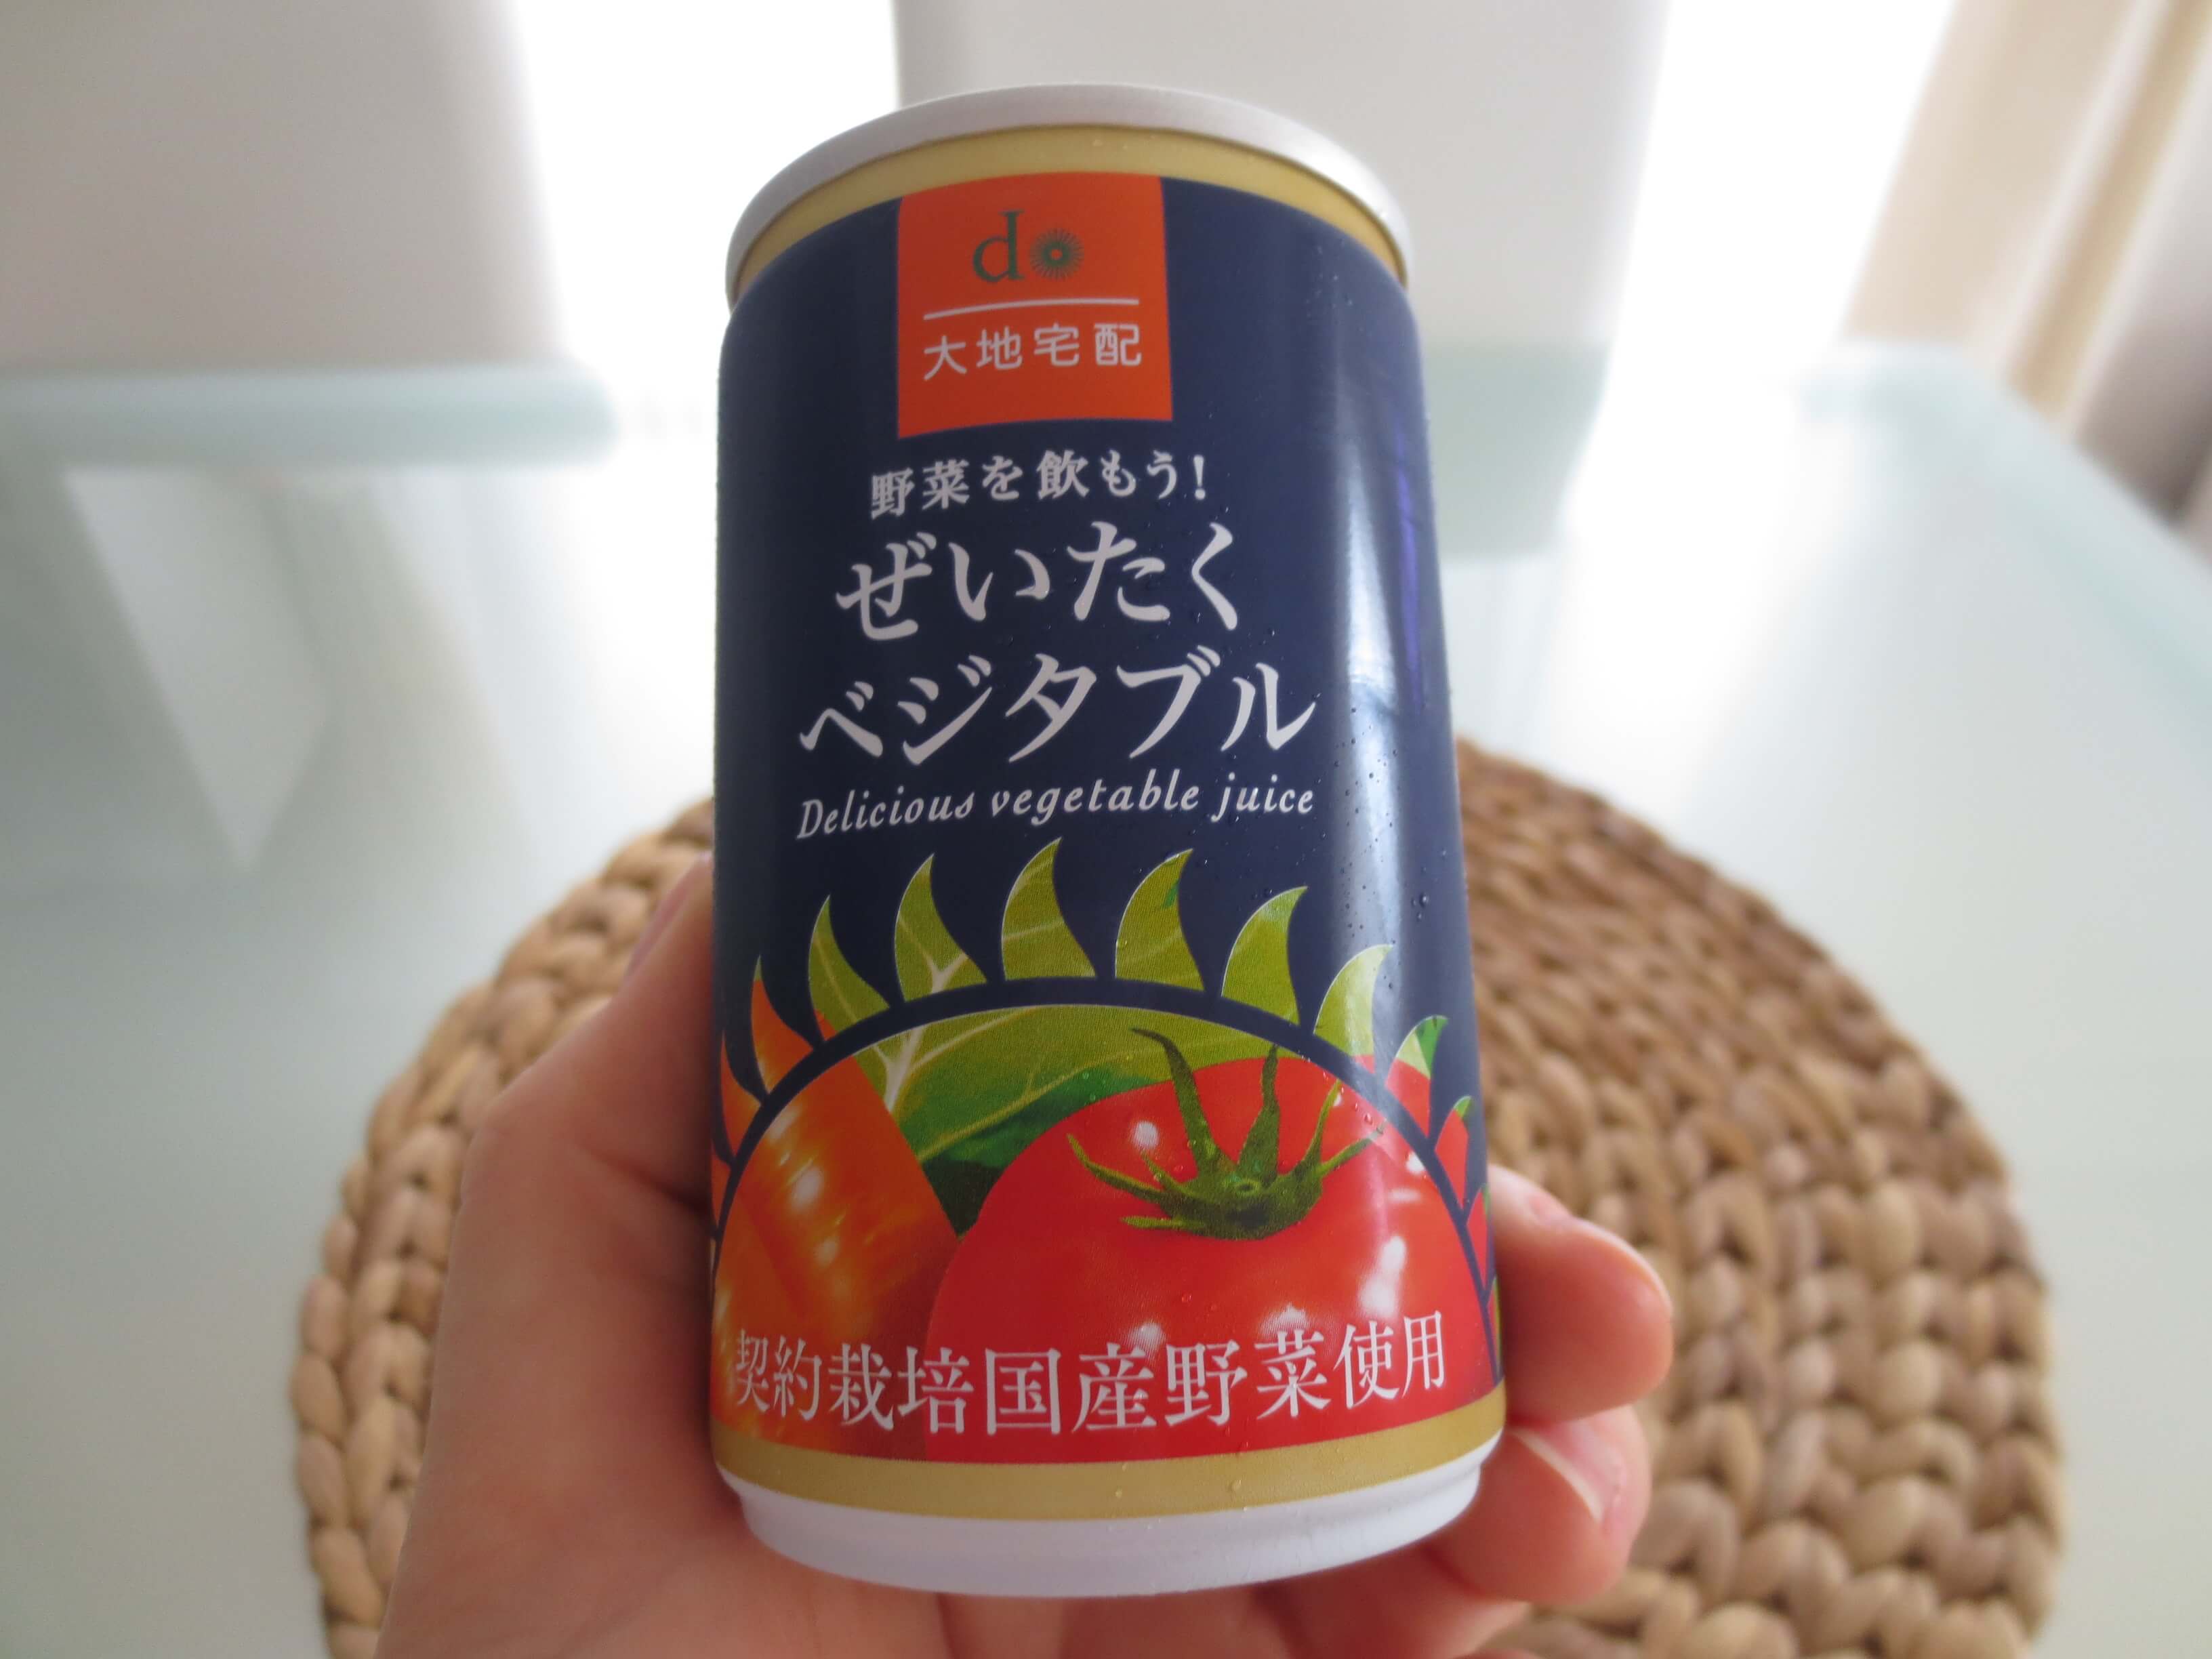 do
大地宅配
野菜を飲もう!
ぜいたく
ベジタブル
Delicious vegetable juice
契約栽培国産野菜使用